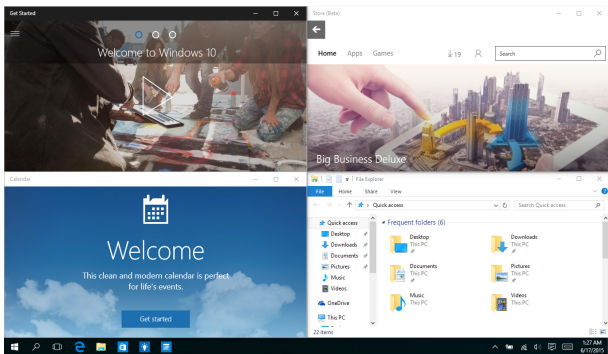 Get Started
Welcome to Windows 10
Store (Beta)
Home Apps Games 19 Search
Big Business Deluxe
Calendar
Welcome
This clean and modern calendar is perfect
for life's events.
Get started
File Explorer
File Home Share View
Quick access Search Quick access
Quick access
Desktop
Downloads
Documents
Pictures
Music
Videos
OneDrive
This PC
Frequent folders (6)
Desktop
This PC
Downloads
This PC
Documents
This PC
Pictures
This PC
Music
This PC
Videos
This PC
22 items
1:27 AM
6/17/2015